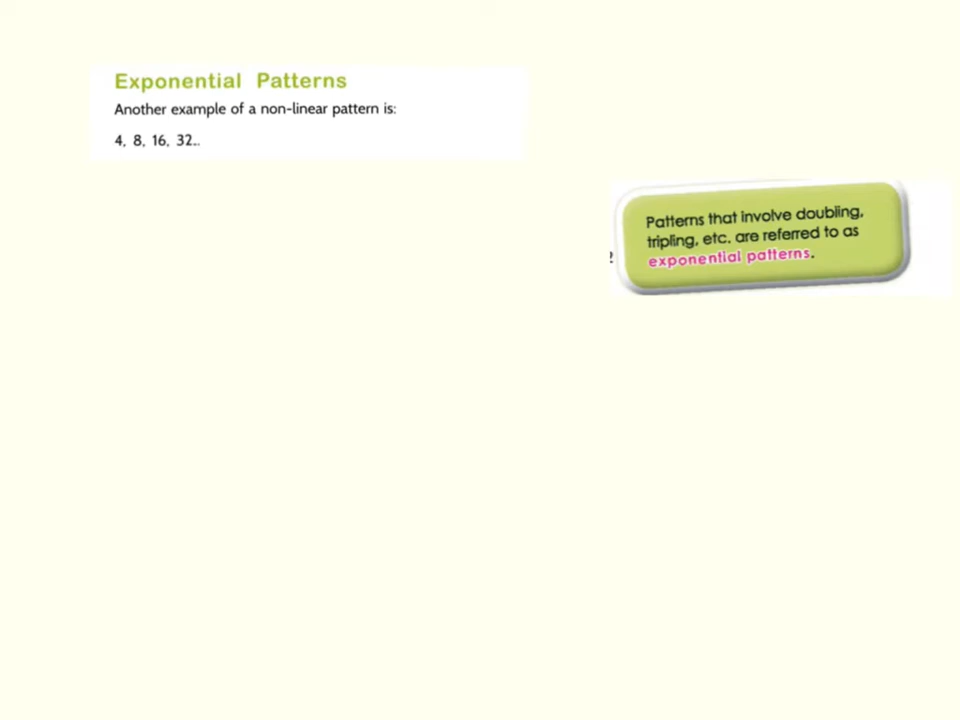 Exponential Patterns
Another example of a non-linear pattern is:
4, 8, 16, 32..
Patterns that involve doubling,
tripling, etc. are referred to as
exponential patterns.